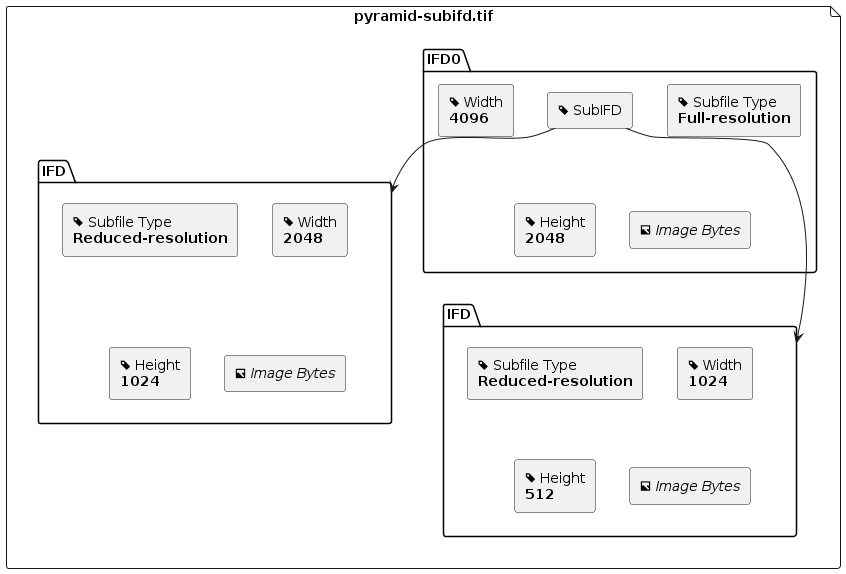 pyramid-subifd.tif
IFD0
Width
4096
SubIFD
Subfile Type
Full-resolution
Height
2048
Image Bytes
IFD
Subfile Type
Reduced-resolution
Width
2048
Height
1024
Image Bytes
IFD
Subfile Type
Reduced-resolution
Width
1024
Height
512
Image Bytes